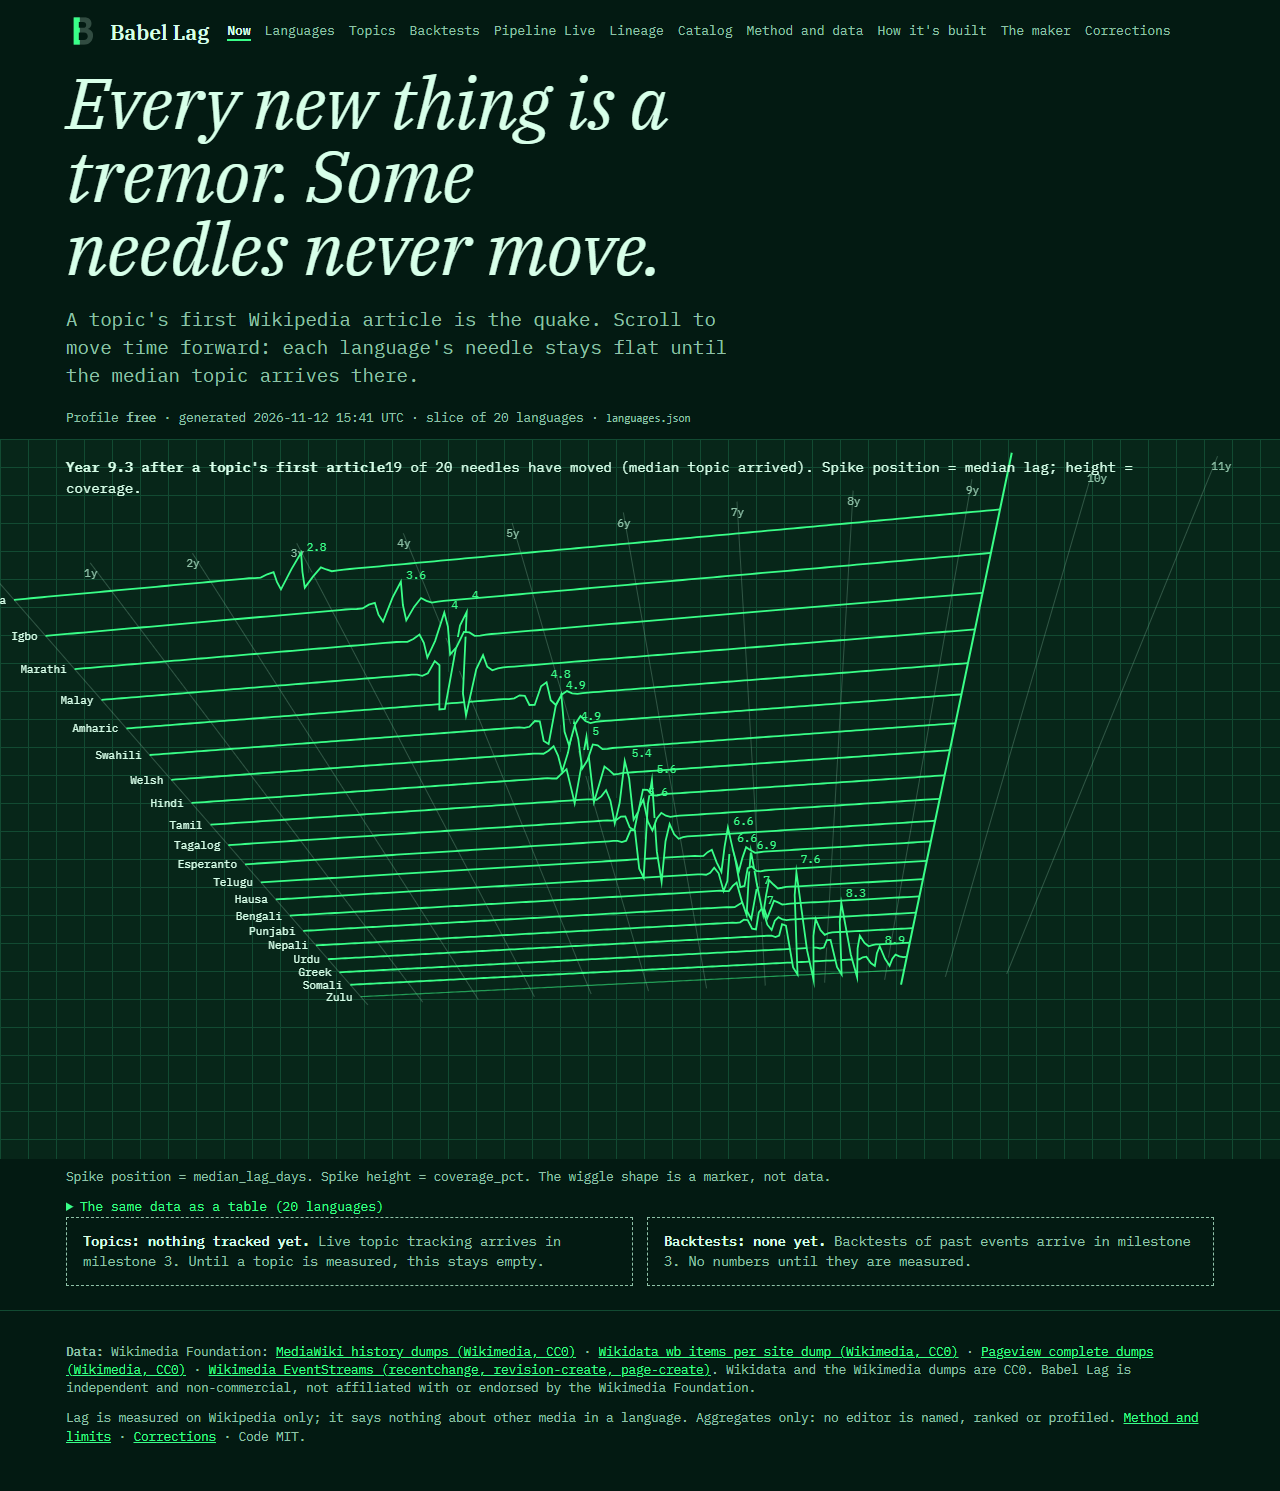 B Babel Lag Now Languages Topics Backtests Pipeline Live Lineage Catalog Method and data How it's built The maker Corrections
Every new thing is a
tremor. Some
needles never move.
A topic's first Wikipedia article is the quake. Scroll to
move time forward: each language's needle stays flat until
the median topic arrives there.
Profile free · generated 2026-11-12 15:41 UTC · slice of 20 languages · languages.json
Year 9.3 after a topic's first article19 of 20 needles have moved (median topic arrived). Spike position = median lag; height =
coverage.
11y
10y
9y
8y
7y
6y
5y
4y
3y
2y
1y
2.8
3.6
4
4
4.8
4.9
4.9
5
5.4
5.6
5.6
6.6
6.6
6.9
7
7
7.6
8.3
8.9
a
Igbo
Marathi
Malay
Amharic
Swahili
Welsh
Hindi
Tamil
Tagalog
Esperanto
Telugu
Hausa
Bengali
Punjabi
Nepali
Urdu
Greek
Somali
Zulu
Spike position = median_lag_days. Spike height = coverage_pct. The wiggle shape is a marker, not data.
▶ The same data as a table (20 languages)
Topics: nothing tracked yet. Live topic tracking arrives in
milestone 3. Until a topic is measured, this stays empty.
Backtests: none yet. Backtests of past events arrive in milestone
3. No numbers until they are measured.
Data: Wikimedia Foundation: MediaWiki history dumps (Wikimedia, CC0) · Wikidata wb items per site dump (Wikimedia, CC0) · Pageview complete dumps
(Wikimedia, CC0) · Wikimedia EventStreams (recentchange, revision-create, page-create). Wikidata and the Wikimedia dumps are CC0. Babel Lag is
independent and non-commercial, not affiliated with or endorsed by the Wikimedia Foundation.
Lag is measured on Wikipedia only; it says nothing about other media in a language. Aggregates only: no editor is named, ranked or profiled. Method and
limits · Corrections · Code MIT.